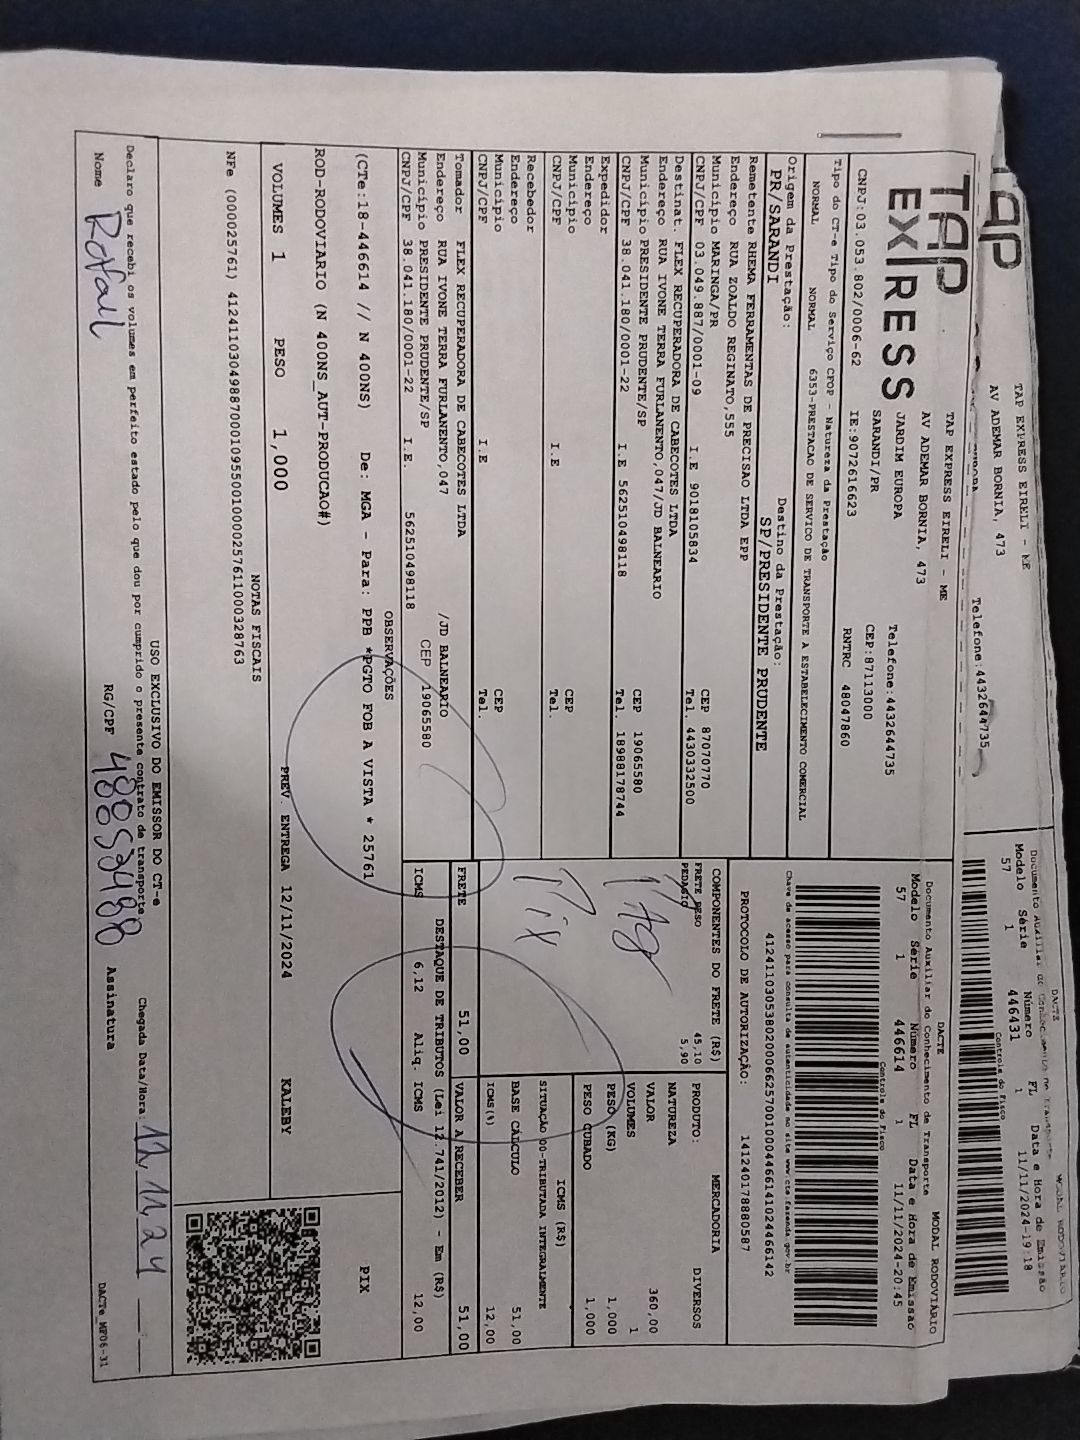 TAP
TAP EXPRESS EIRELI - ME
AV ADEMAR BORNIA, 473
Telefone:4432644735
DACTE
Modelo Série Número FL Data e Hora de Emissão
57 1 446431 1 11/11/2024-19:18
Controle do Fisco
TAP
EXPRESS
TAP EXPRESS EIRELI - ME
AV ADEMAR BORNIA, 473
JARDIM EUROPA
SARANDI/PR
Telefone:4432644735
CEP:87113000
CNPJ:03.053.802/0006-62 IE:9072616623 RNTRC 48047860
DACTE MODAL RODOVIÁRIO
Documento Auxiliar do Conhecimento de Transporte
Modelo Série Número FL Data e Hora de Emissão
57 1 446614 1 11/11/2024-20:45
Controle do Fisco
Tipo do CT-e Tipo do Serviço CFOP - Natureza da Prestação
NORMAL NORMAL 6353-PRESTACAO DE SERVICO DE TRANSPORTE A ESTABELECIMENTO COMERCIAL
Chave de acesso para consulta de autenticidade no site www.cte.fazenda.gov.br
41241103053802000662570010004466141024466142
PROTOCOLO DE AUTORIZAÇÃO: 141240178880587
Origem da Prestação: Destino da Prestação:
PR/SARANDI SP/PRESIDENTE PRUDENTE
Remetente RHEMA FERRAMENTAS DE PRECISAO LTDA EPP
Endereço RUA ZOALDO REGINATO,555
Município MARINGA/PR CEP 87070770
CNPJ/CPF 03.049.887/0001-09 I.E 9018105834 Tel. 4430332500
Destinat. FLEX RECUPERADORA DE CABECOTES LTDA
Endereço RUA IVONE TERRA FURLANENTO,047/JD BALNEARIO
Município PRESIDENTE PRUDENTE/SP CEP 19065580
CNPJ/CPF 38.041.180/0001-22 I.E 562510498118 Tel. 18988178744
Expedidor
Endereço
Município CEP
CNPJ/CPF I.E Tel.
Recebedor
Endereço
Município CEP
CNPJ/CPF I.E Tel.
Tomador FLEX RECUPERADORA DE CABECOTES LTDA
Endereço RUA IVONE TERRA FURLANENTO,047 /JD BALNEARIO
Município PRESIDENTE PRUDENTE/SP CEP 19065580
CNPJ/CPF 38.041.180/0001-22 I.E. 562510498118
COMPONENTES DO FRETE (R$)
FRETE PESO 45,10
PEDAGIO 5,90
Pix
FRETE 51,00
MERCADORIA
PRODUTO: DIVERSOS
NATUREZA
VALOR 360,00
VOLUMES 1
PESO (KG) 1,000
PESO CUBADO 1,000
ICMS (R$)
SITUAÇÃO 00-TRIBUTADA INTEGRALMENTE
BASE CÁLCULO 51,00
ICMS(%) 12,00
VALOR A RECEBER 51,00
DESTAQUE DE TRIBUTOS (Lei 12.741/2012) - Em (R$)
ICMS 6,12 Aliq. ICMS 12,00
OBSERVAÇÕES
(CTe:18-446614 // N 400NS) De: MGA - Para: PPB *PGTO FOB A VISTA * 25761
ROD-RODOVIARIO (N 400NS_AUT-PRODUCAO#)
PIX
VOLUMES 1 PESO 1,000 PREV. ENTREGA 12/11/2024 KALEBY
NOTAS FISCAIS
NFe (000025761) 41241103049887000109550010000257611000328763
USO EXCLUSIVO DO EMISSOR DO CT-e
Declaro que recebi os volumes em perfeito estado pelo que dou por cumprido o presente contrato de transporte. Chegada Data/Hora: 12 11 24 __:__
Nome Rafael RG/CPF Assinatura
DACTe_MF06-31